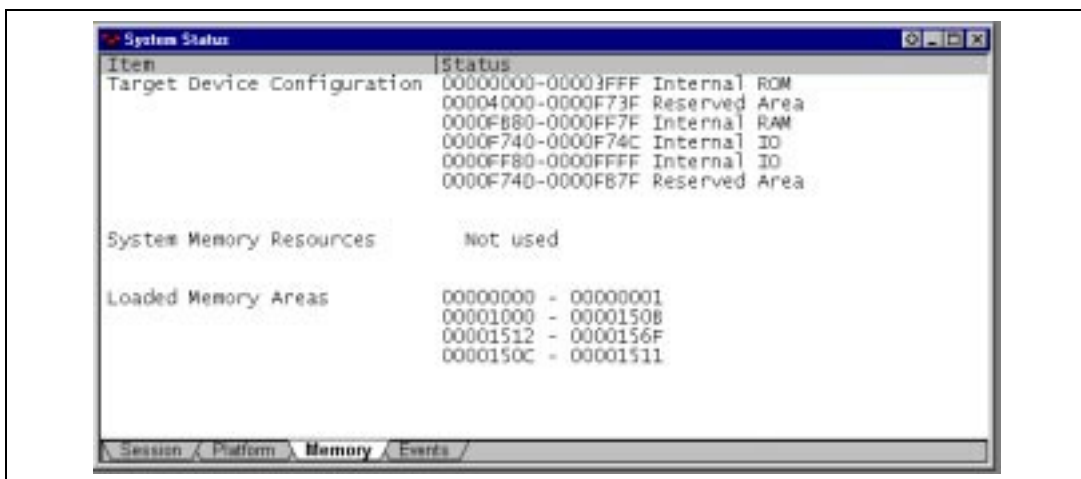 System Status
Item Status
Target Device Configuration 00000000-00003FFF Internal ROM
00004000-0000F73F Reserved Area
0000FB80-0000FF7F Internal RAM
0000F740-0000F74C Internal IO
0000FF80-0000FFFF Internal IO
0000F74D-0000FB7F Reserved Area
System Memory Resources Not used
Loaded Memory Areas 00000000 - 00000001
00001000 - 0000150B
00001512 - 0000156F
0000150C - 00001511
Session Platform Memory Events